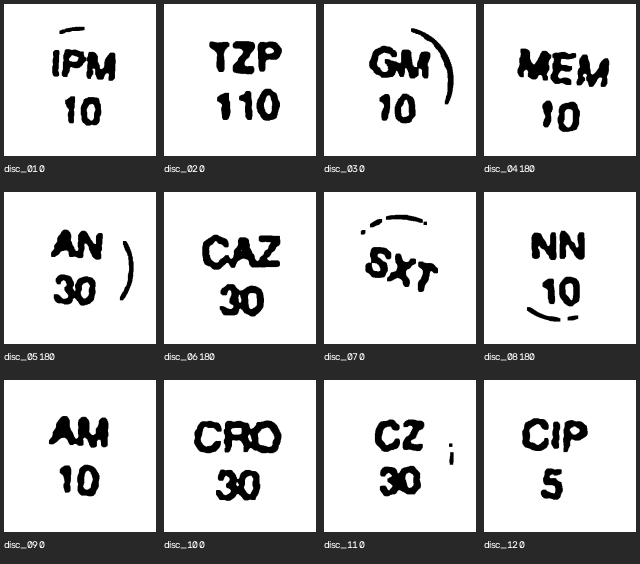 IPM
10
disc_01 0
TZP
110
disc_02 0
GM
10
disc_03 0
MEM
10
disc_04 180
AN
30
disc_05 180
CAZ
30
disc_06 180
SXT
disc_07 0
NN
10
disc_08 180
AM
10
disc_09 0
CRO
30
disc_10 0
CZ
30
disc_11 0
CIP
5
disc_12 0